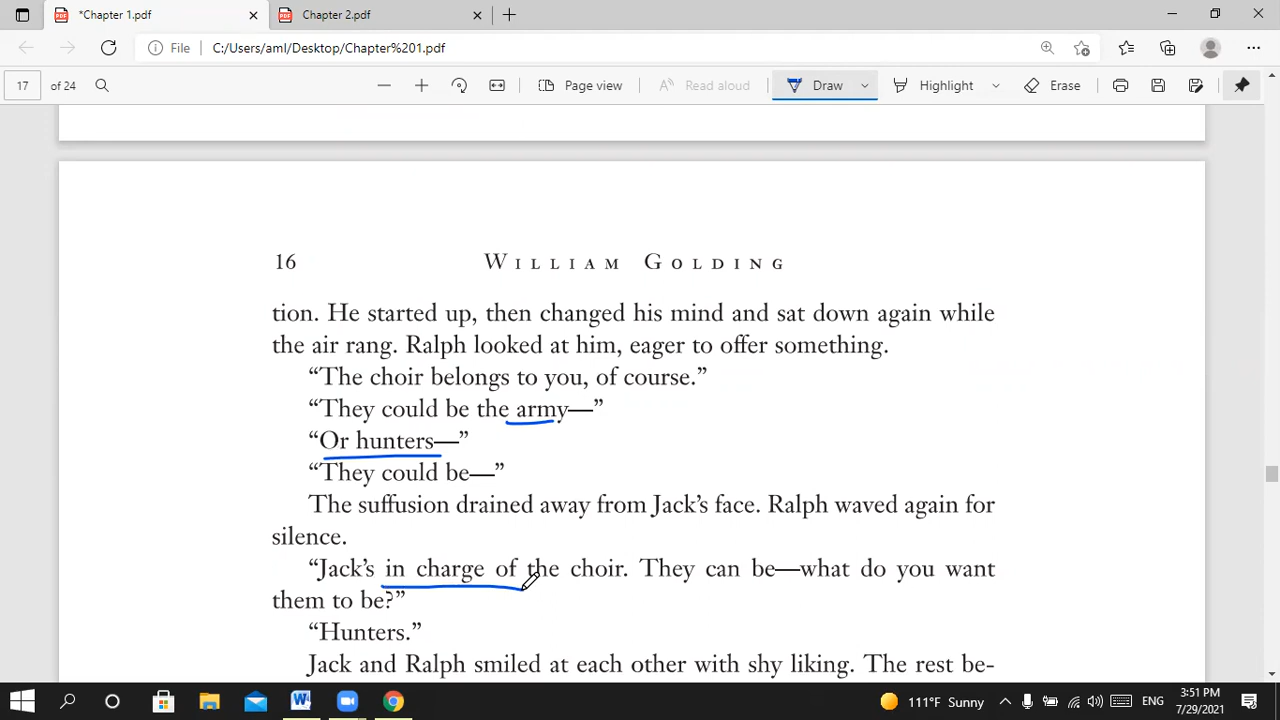 *Chapter 1.pdf
Chapter 2.pdf
File
C:/Users/aml/Desktop/Chapter%201.pdf
17 of 24
Page view
Read aloud
Draw
Highlight
Erase
16
WILLIAM GOLDING
tion. He started up, then changed his mind and sat down again while
the air rang. Ralph looked at him, eager to offer something.
“The choir belongs to you, of course.”
“They could be the army—”
“Or hunters—”
“They could be—”
The suffusion drained away from Jack’s face. Ralph waved again for
silence.
“Jack’s in charge of the choir. They can be—what do you want
them to be?”
“Hunters.”
Jack and Ralph smiled at each other with shy liking. The rest be-
111°F Sunny
ENG
3:51 PM
7/29/2021